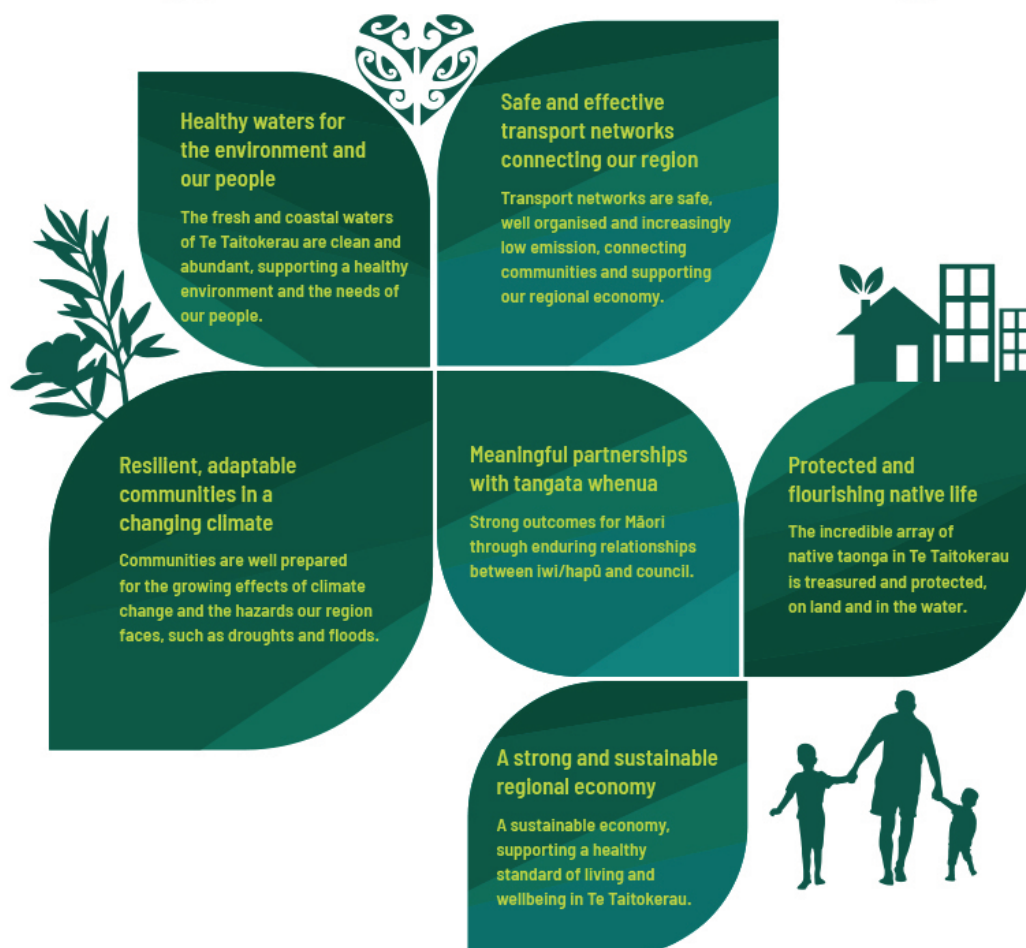 Healthy waters for
the environment and
our people
The fresh and coastal waters
of Te Taitokerau are clean and
abundant, supporting a healthy
environment and the needs of
our people.
Safe and effective
transport networks
connecting our region
Transport networks are safe,
well organised and increasingly
low emission, connecting
communities and supporting
our regional economy.
Resilient, adaptable
communities in a
changing climate
Communities are well prepared
for the growing effects of climate
change and the hazards our region
faces, such as droughts and floods.
Meaningful partnerships
with tangata whenua
Strong outcomes for Māori
through enduring relationships
between iwi/hapū and council.
Protected and
flourishing native life
The incredible array of
native taonga in Te Taitokerau
is treasured and protected,
on land and in the water.
A strong and sustainable
regional economy
A sustainable economy,
supporting a healthy
standard of living and
wellbeing in Te Taitokerau.